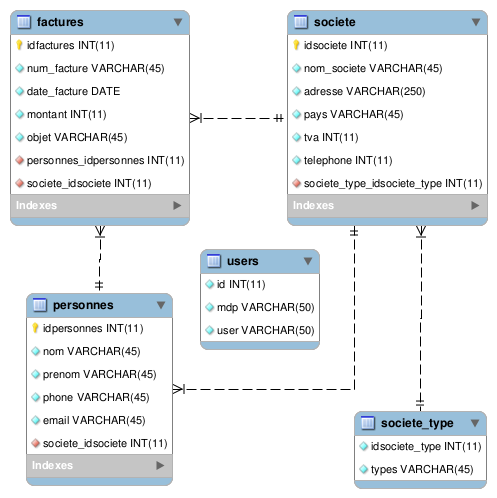 factures
idfactures INT(11)
num_facture VARCHAR(45)
date_facture DATE
montant INT(11)
objet VARCHAR(45)
personnes_idpersonnes INT(11)
societe_idsociete INT(11)
Indexes
societe
idsociete INT(11)
nom_societe VARCHAR(45)
adresse VARCHAR(250)
pays VARCHAR(45)
tva INT(11)
telephone INT(11)
societe_type_idsociete_type INT(11)
Indexes
users
id INT(11)
mdp VARCHAR(50)
user VARCHAR(50)
personnes
idpersonnes INT(11)
nom VARCHAR(45)
prenom VARCHAR(45)
phone VARCHAR(45)
email VARCHAR(45)
societe_idsociete INT(11)
Indexes
societe_type
idsociete_type INT(11)
types VARCHAR(45)